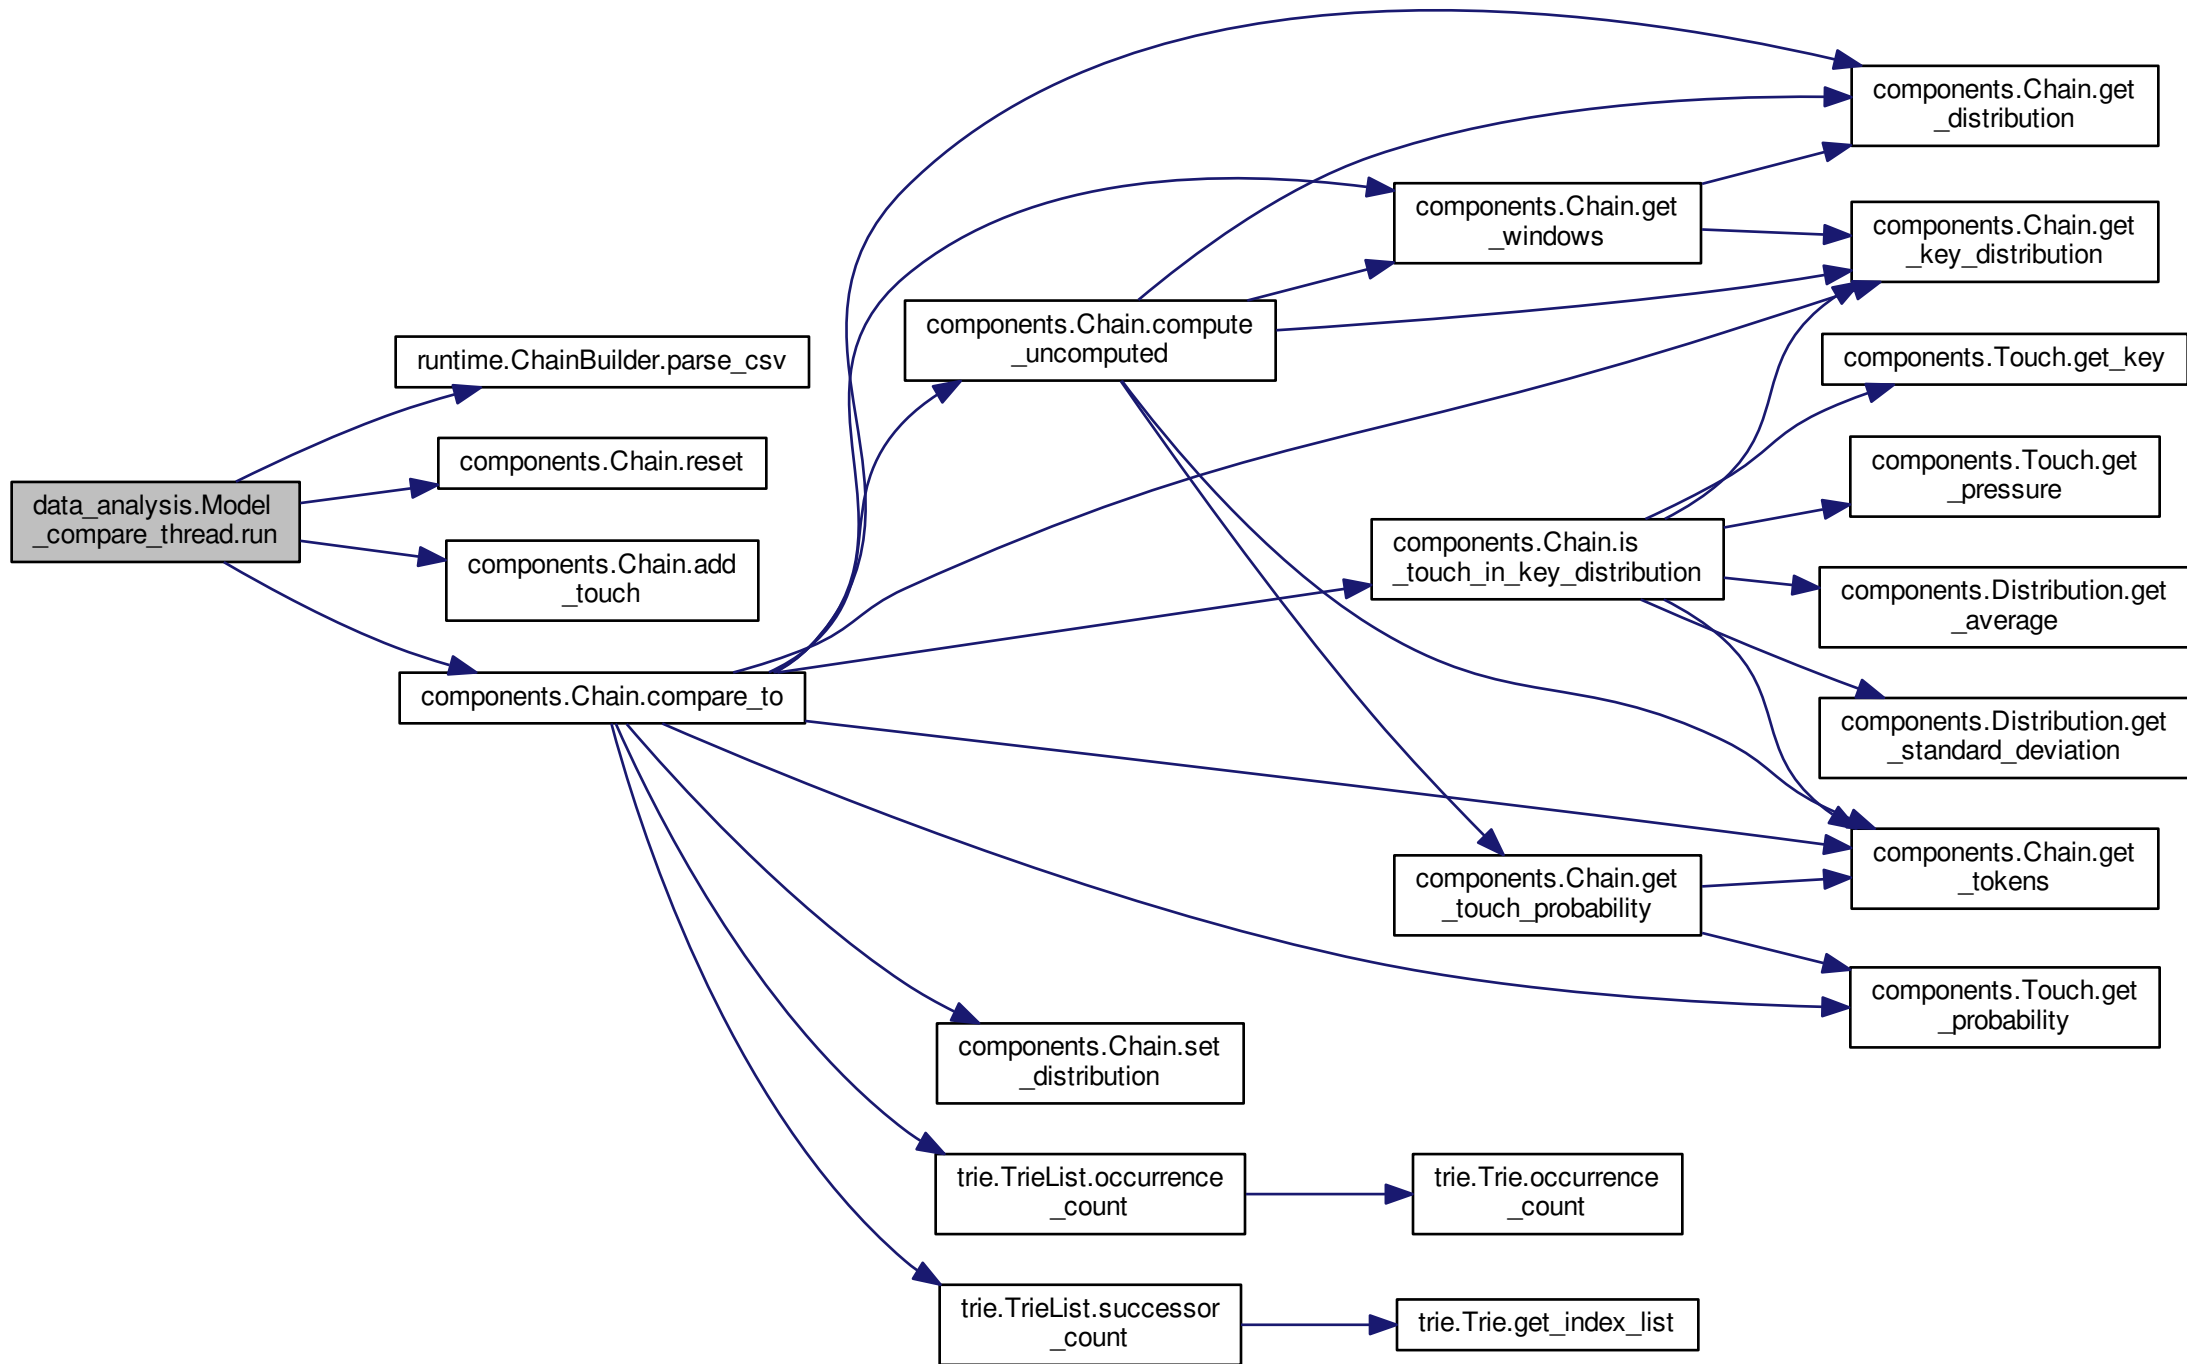 data_analysis.Model
_compare_thread.run
runtime.ChainBuilder.parse_csv
components.Chain.reset
components.Chain.add
_touch
components.Chain.compare_to
components.Chain.compute
_uncomputed
components.Chain.set
_distribution
trie.TrieList.occurrence
_count
trie.TrieList.successor
_count
components.Chain.get
_windows
components.Chain.is
_touch_in_key_distribution
components.Chain.get
_touch_probability
trie.Trie.occurrence
_count
trie.Trie.get_index_list
components.Chain.get
_distribution
components.Chain.get
_key_distribution
components.Touch.get_key
components.Touch.get
_pressure
components.Distribution.get
_average
components.Distribution.get
_standard_deviation
components.Chain.get
_tokens
components.Touch.get
_probability